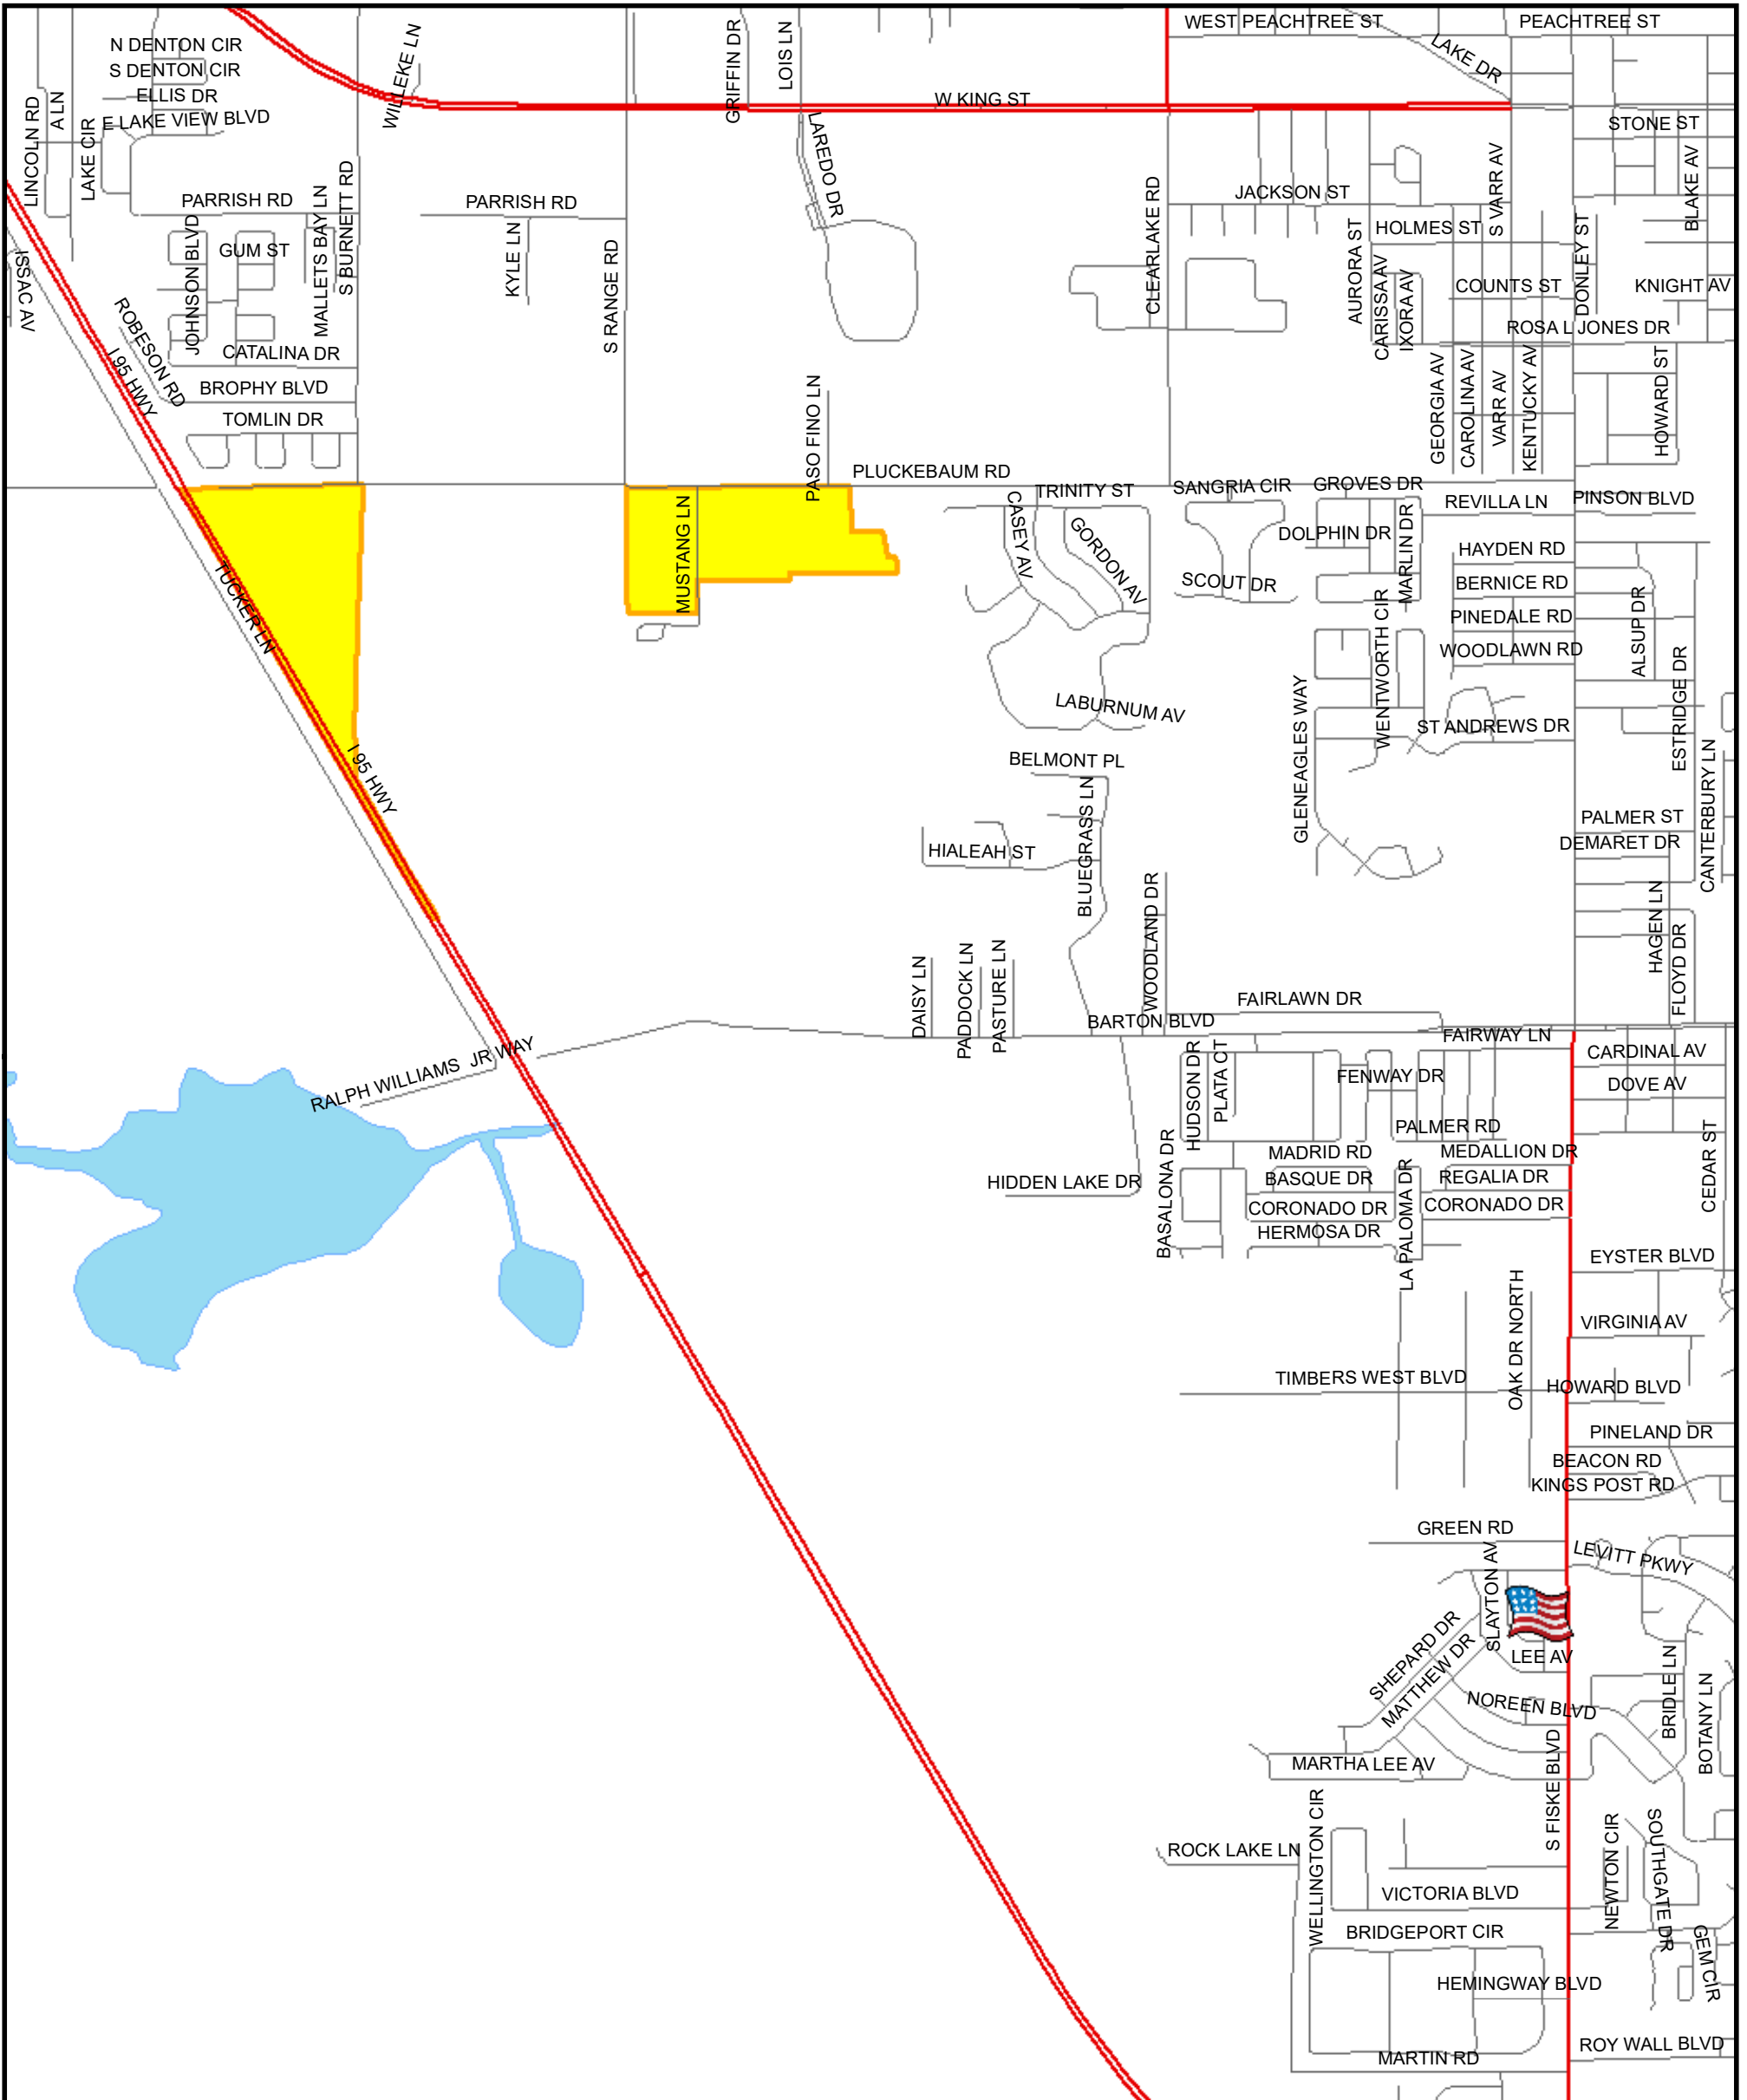 WEST PEACHTREE ST
PEACHTREE ST
N DENTON CIR
S DENTON CIR
ELLIS DR
E LAKE VIEW BLVD
LINCOLN RD
A LN
LAKE CIR
WILLEKE LN
GRIFFIN DR
LOIS LN
W KING ST
LAKE DR
STONE ST
BLAKE AV
PARRISH RD
PARRISH RD
LAREDO DR
CLEARLAKE RD
JACKSON ST
S VARR AV
HOLMES ST
AURORA ST
DONLEY ST
ISSAC AV
JOHNSON BLVD
GUM ST
MALLETS BAY LN
S BURNETT RD
KYLE LN
S RANGE RD
CARISSA AV
IXORA AV
COUNTS ST
KNIGHT AV
ROSA L JONES DR
ROBESON RD
I 95 HWY
CATALINA DR
BROPHY BLVD
TOMLIN DR
PASO FINO LN
GEORGIA AV
CAROLINA AV
VARR AV
KENTUCKY AV
HOWARD ST
PLUCKEBAUM RD
TRINITY ST
SANGRIA CIR
GROVES DR
REVILLA LN
PINSON BLVD
MUSTANG LN
CASEY AV
GORDON AV
DOLPHIN DR
MARLIN DR
HAYDEN RD
SCOUT DR
BERNICE RD
TUCKER LN
PINEDALE RD
ALSUP DR
WENTWORTH CIR
WOODLAWN RD
ESTRIDGE DR
LABURNUM AV
GLENEAGLES WAY
ST ANDREWS DR
I 95 HWY
BELMONT PL
BLUEGRASS LN
CANTERBURY LN
PALMER ST
DEMARET DR
HIALEAH ST
WOODLAND DR
HAGEN LN
FLOYD DR
DAISY LN
PADDOCK LN
PASTURE LN
FAIRLAWN DR
BARTON BLVD
FAIRWAY LN
RALPH WILLIAMS JR WAY
HUDSON DR
PLATA CT
FENWAY DR
CARDINAL AV
DOVE AV
PALMER RD
BASALONA DR
MADRID RD
MEDALLION DR
CEDAR ST
HIDDEN LAKE DR
BASQUE DR
LA PALOMA DR
REGALIA DR
CORONADO DR
CORONADO DR
HERMOSA DR
EYSTER BLVD
OAK DR NORTH
VIRGINIA AV
TIMBERS WEST BLVD
HOWARD BLVD
PINELAND DR
BEACON RD
KINGS POST RD
GREEN RD
LEVITT PKWY
SLAYTON AV
SHEPARD DR
MATTHEW DR
LEE AV
NOREEN BLVD
BRIDLE LN
BOTANY LN
MARTHA LEE AV
S FISKE BLVD
WELLINGTON CIR
ROCK LAKE LN
VICTORIA BLVD
NEWTON CIR
SOUTHGATE DR
BRIDGEPORT CIR
GEM CIR
HEMINGWAY BLVD
MARTIN RD
ROY WALL BLVD